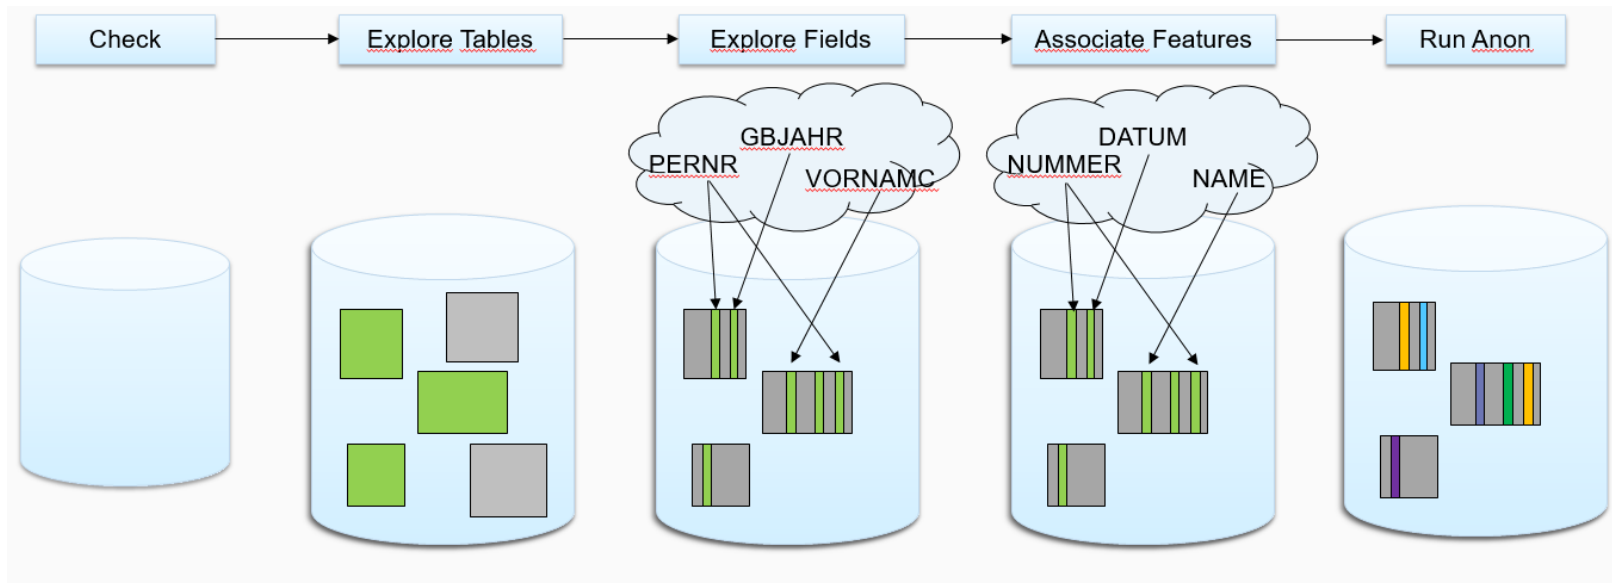 Check
Explore Tables
Explore Fields
Associate Features
Run Anon
GBJAHR
PERNR
VORNAMC
DATUM
NUMMER
NAME